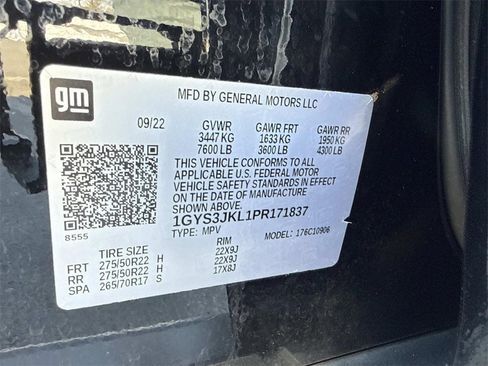 gm
MFD BY GENERAL MOTORS LLC
09/22 GVWR GAWR FRT GAWR RR
3447 KG 1633 KG 1950 KG
7600 LB 3600 LB 4300 LB
THIS VEHICLE CONFORMS TO ALL
APPLICABLE U.S. FEDERAL MOTOR
VEHICLE SAFETY STANDARDS IN EFFECT
ON THE DATE OF MANUFACTURE
SHOWN ABOVE.
1GYS3JKL1PR171837
8555 TYPE: MPV 176C10906
TIRE SIZE RIM
FRT 275/50R22 H 22X9J
RR 275/50R22 H 22X9J
SPA 265/70R17 S 17X8J